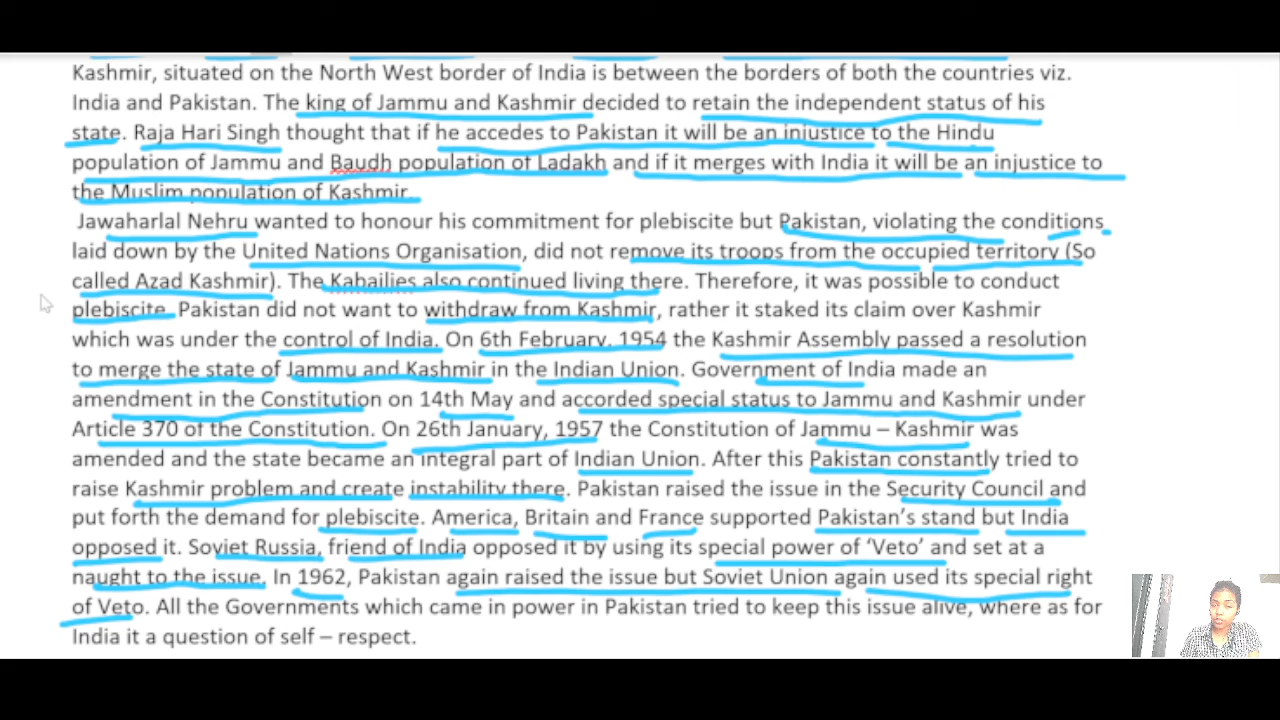 Kashmir, situated on the North West border of India is between the borders of both the countries viz.
India and Pakistan. The king of Jammu and Kashmir decided to retain the independent status of his
state. Raja Hari Singh thought that if he accedes to Pakistan it will be an injustice to the Hindu
population of Jammu and Baudh population of Ladakh and if it merges with India it will be an injustice to
the Muslim population of Kashmir.
Jawaharlal Nehru wanted to honour his commitment for plebiscite but Pakistan, violating the conditions
laid down by the United Nations Organisation, did not remove its troops from the occupied territory (So
called Azad Kashmir). The Kabailies also continued living there. Therefore, it was possible to conduct
plebiscite. Pakistan did not want to withdraw from Kashmir, rather it staked its claim over Kashmir
which was under the control of India. On 6th February, 1954 the Kashmir Assembly passed a resolution
to merge the state of Jammu and Kashmir in the Indian Union. Government of India made an
amendment in the Constitution on 14th May and accorded special status to Jammu and Kashmir under
Article 370 of the Constitution. On 26th January, 1957 the Constitution of Jammu – Kashmir was
amended and the state became an integral part of Indian Union. After this Pakistan constantly tried to
raise Kashmir problem and create instability there. Pakistan raised the issue in the Security Council and
put forth the demand for plebiscite. America, Britain and France supported Pakistan's stand but India
opposed it. Soviet Russia, friend of India opposed it by using its special power of ‘Veto’ and set at a
naught to the issue. In 1962, Pakistan again raised the issue but Soviet Union again used its special right
of Veto. All the Governments which came in power in Pakistan tried to keep this issue alive, where as for
India it a question of self – respect.